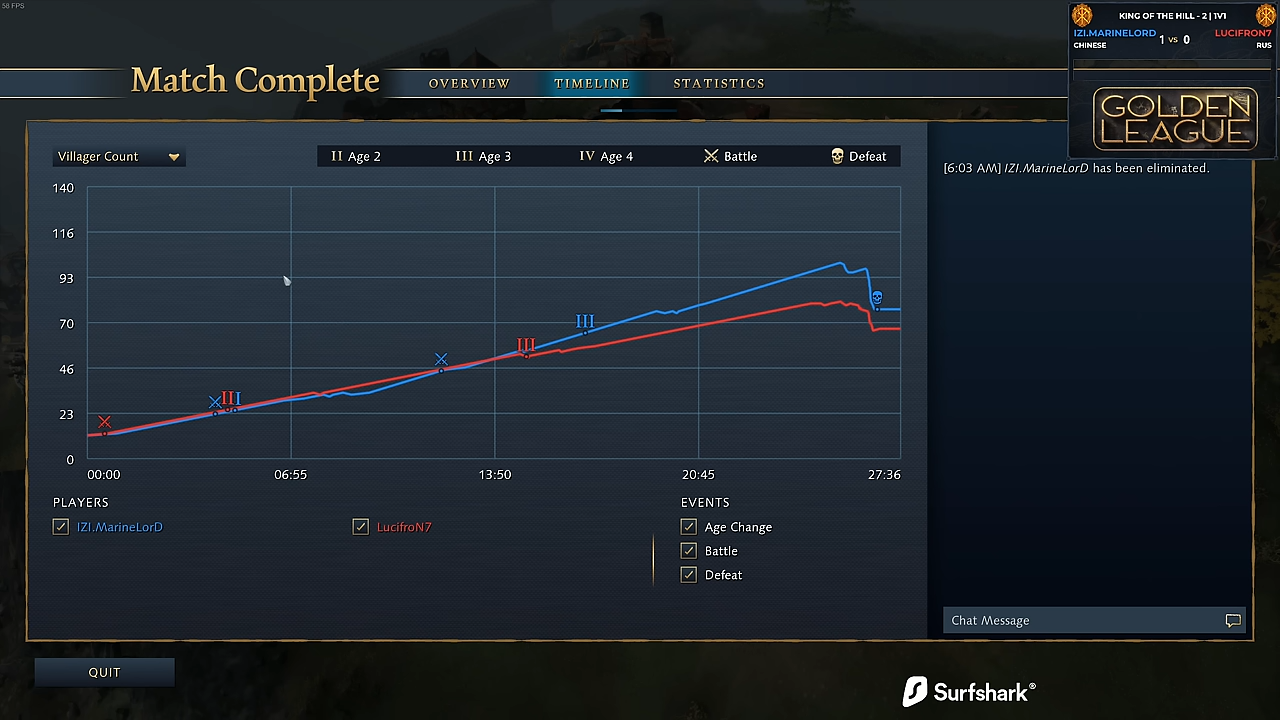 58 FPS
KING OF THE HILL - 2 | 1V1
IZI.MARINELORD 1 VS 0 LUCIFRON7
CHINESE RUS
GOLDEN
LEAGUE
Match Complete OVERVIEW TIMELINE STATISTICS
Villager Count II Age 2 III Age 3 IV Age 4 Battle Defeat
[6:03 AM] IZI.MarineLorD has been eliminated.
140
116
93
70
46
23
0
III
III
III
00:00 06:55 13:50 20:45 27:36
PLAYERS EVENTS
IZI.MarineLorD LucifroN7 Age Change
Battle
Defeat
Chat Message
QUIT
Surfshark®